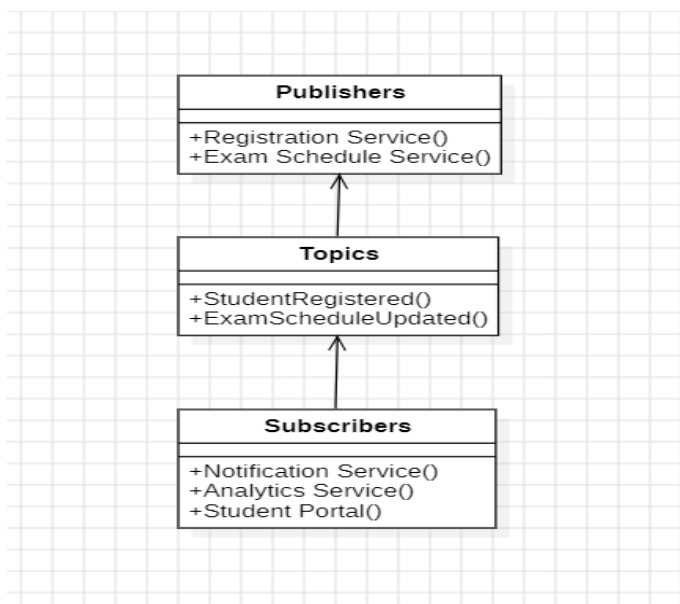 Publishers
+Registration Service()
+Exam Schedule Service()
Topics
+StudentRegistered()
+ExamScheduleUpdated()
Subscribers
+Notification Service()
+Analytics Service()
+Student Portal()